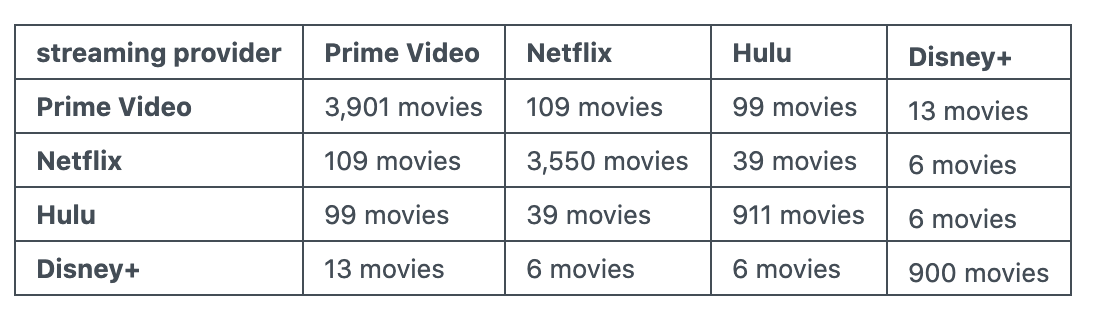 streaming provider Prime Video Netflix Hulu Disney+
Prime Video 3,901 movies 109 movies 99 movies 13 movies
Netflix 109 movies 3,550 movies 39 movies 6 movies
Hulu 99 movies 39 movies 911 movies 6 movies
Disney+ 13 movies 6 movies 6 movies 900 movies